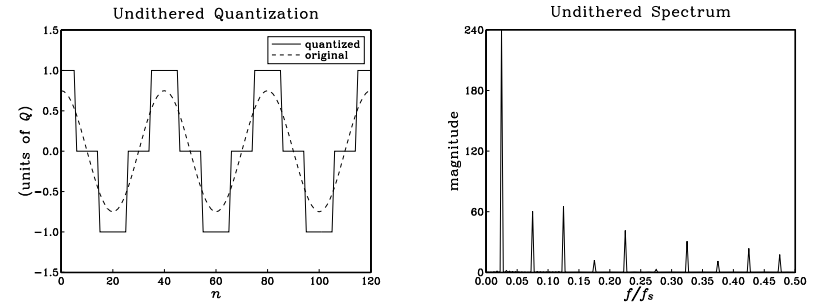 Undithered Quantization
1.5
1.0
0.5
0.0
−0.5
−1.0
−1.5
(units of Q)
quantized
original
0 20 40 60 80 100 120
n
Undithered Spectrum
240
180
120
60
0
magnitude
0.00 0.05 0.10 0.15 0.20 0.25 0.30 0.35 0.40 0.45 0.50
f/fs